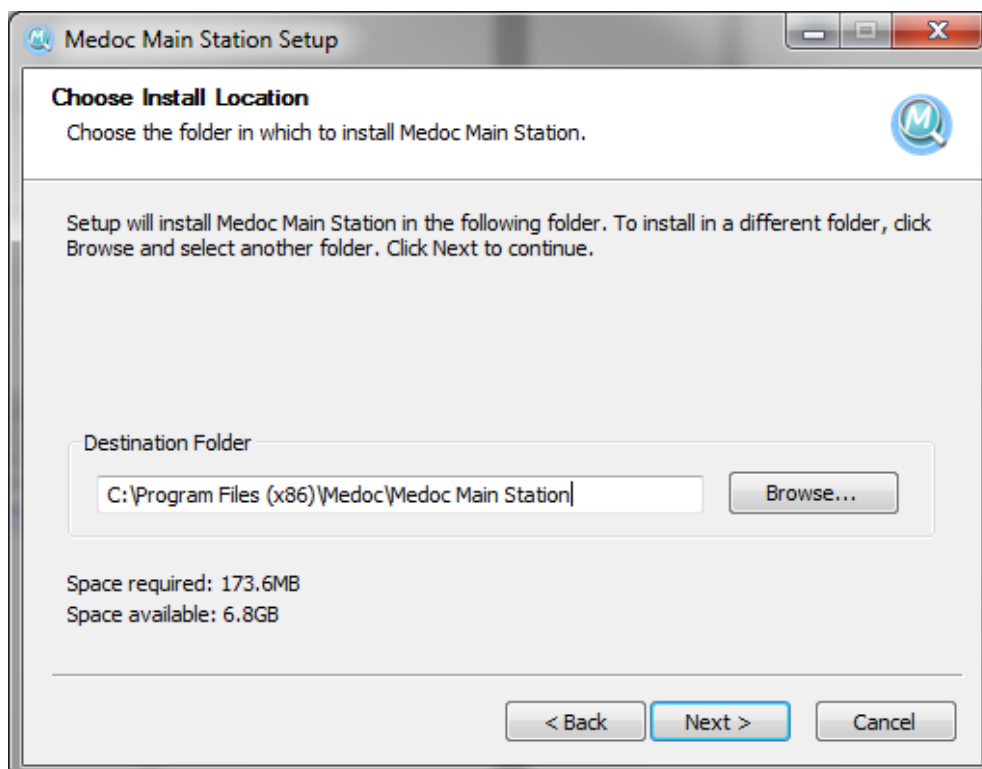 Medoc Main Station Setup
Choose Install Location
Choose the folder in which to install Medoc Main Station.
M
Setup will install Medoc Main Station in the following folder. To install in a different folder, click
Browse and select another folder. Click Next to continue.
Destination Folder
C:\Program Files (x86)\Medoc\Medoc Main Station
Browse...
Space required: 173.6MB
Space available: 6.8GB
< Back
Next >
Cancel